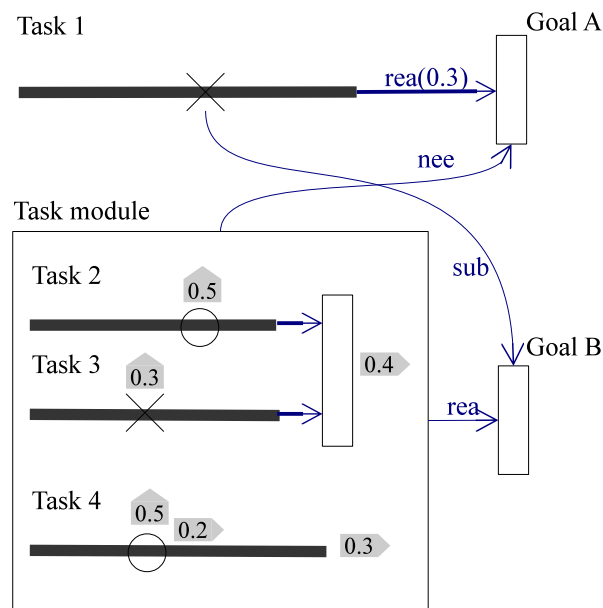 Task 1
Goal A
rea(0.3)
nee
Task module
sub
Task 2
0.5
Goal B
Task 3
0.3
0.4
rea
Task 4
0.5
0.2
0.3